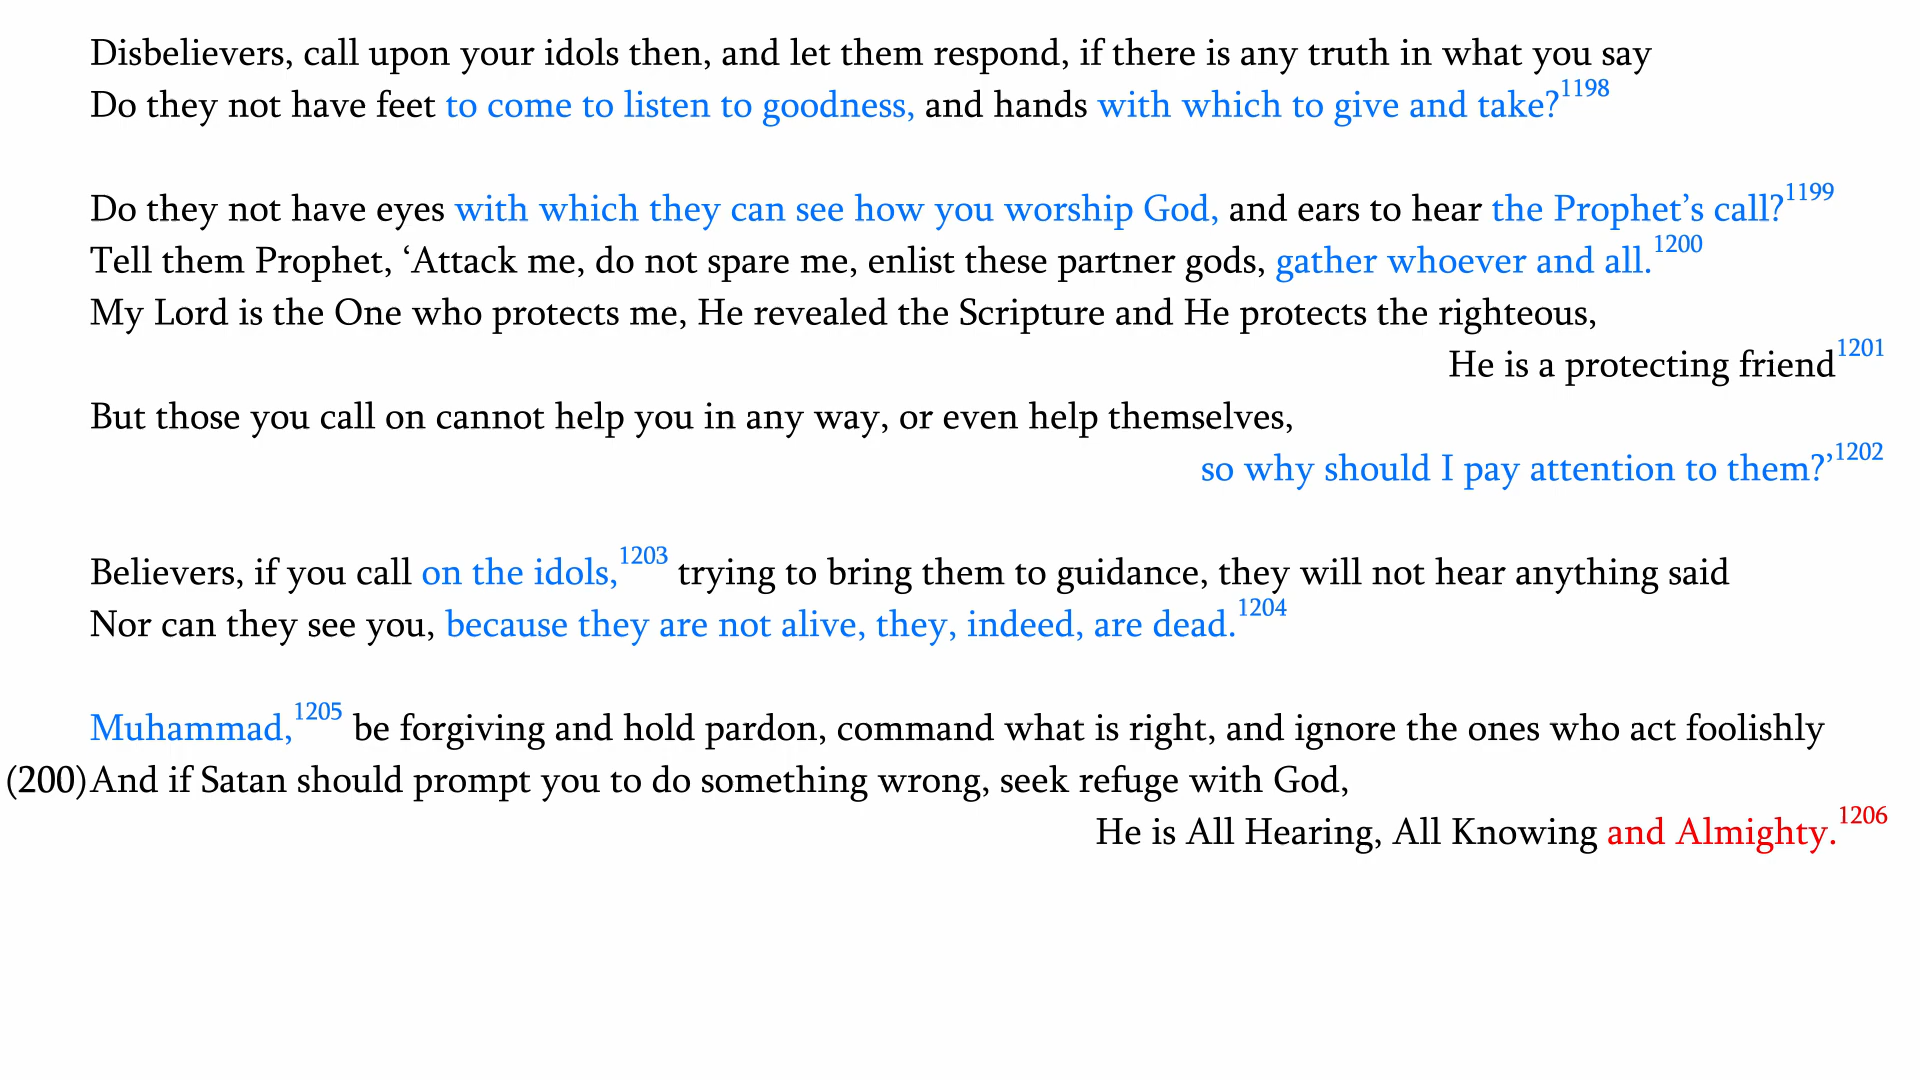 Disbelievers, call upon your idols then, and let them respond, if there is any truth in what you say
Do they not have feet to come to listen to goodness, and hands with which to give and take?1198
Do they not have eyes with which they can see how you worship God, and ears to hear the Prophet’s call?1199
Tell them Prophet, ‘Attack me, do not spare me, enlist these partner gods, gather whoever and all.1200
My Lord is the One who protects me, He revealed the Scripture and He protects the righteous,
He is a protecting friend1201
But those you call on cannot help you in any way, or even help themselves,
so why should I pay attention to them?’1202
Believers, if you call on the idols,1203 trying to bring them to guidance, they will not hear anything said
Nor can they see you, because they are not alive, they, indeed, are dead.1204
Muhammad,1205 be forgiving and hold pardon, command what is right, and ignore the ones who act foolishly
(200)And if Satan should prompt you to do something wrong, seek refuge with God,
He is All Hearing, All Knowing and Almighty.1206